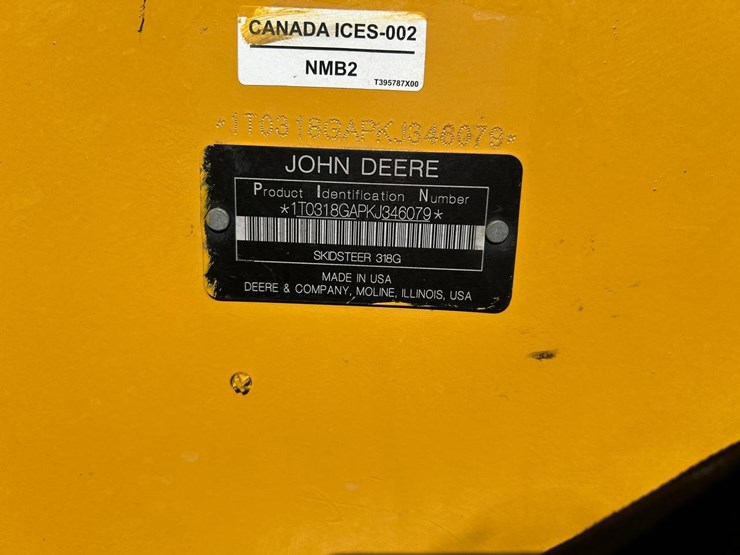 CANADA ICES-002
NMB2
T395787X00
*1T0318GAPKJ346079*
JOHN DEERE
Product Identification Number
*1T0318GAPKJ346079*
SKIDSTEER 318G
MADE IN USA
DEERE & COMPANY, MOLINE, ILLINOIS, USA